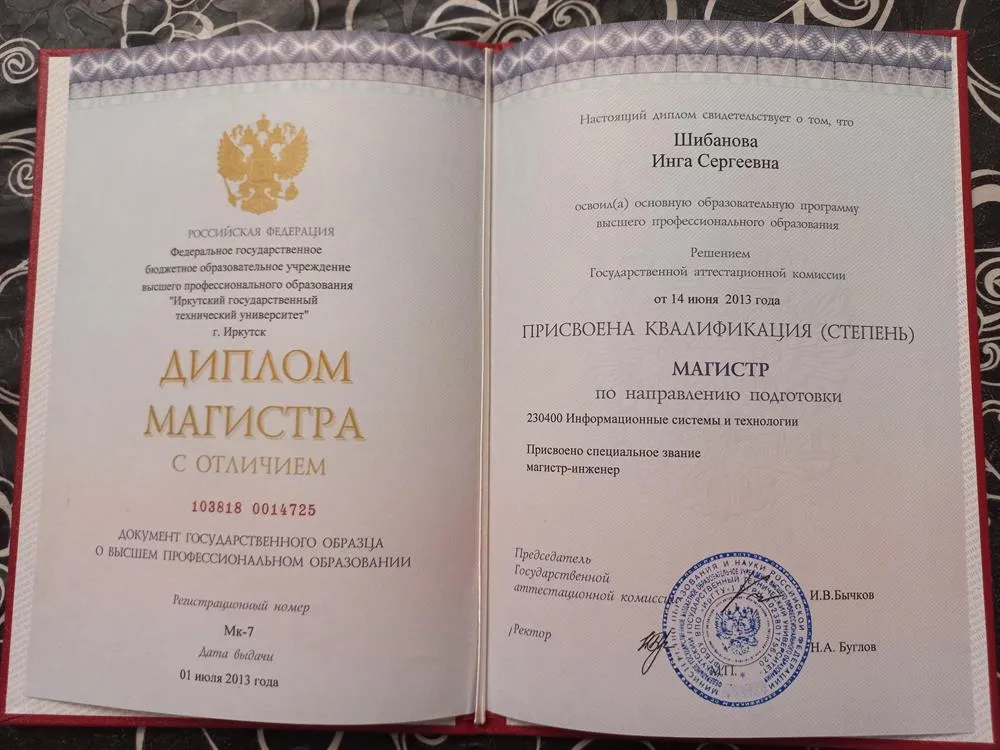 РОССИЙСКАЯ ФЕДЕРАЦИЯ
Федеральное государственное
бюджетное образовательное учреждение
высшего профессионального образования
"Иркутский государственный
технический университет"
г. Иркутск
ДИПЛОМ
МАГИСТРА
С ОТЛИЧИЕМ
103818 0014725
ДОКУМЕНТ ГОСУДАРСТВЕННОГО ОБРАЗЦА
О ВЫСШЕМ ПРОФЕССИОНАЛЬНОМ ОБРАЗОВАНИИ
Регистрационный номер
Мк-7
Дата выдачи
01 июля 2013 года
Настоящий диплом свидетельствует о том, что
Шибанова
Инга Сергеевна
освоил(а) основную образовательную программу
высшего профессионального образования
Решением
Государственной аттестационной комиссии
от 14 июня 2013 года
ПРИСВОЕНА КВАЛИФИКАЦИЯ (СТЕПЕНЬ)
МАГИСТР
по направлению подготовки
230400 Информационные системы и технологии
Присвоено специальное звание
магистр-инженер
Председатель
Государственной
аттестационной комиссии
И.В.Бычков
Ректор
Н.А. Буглов
М.П.